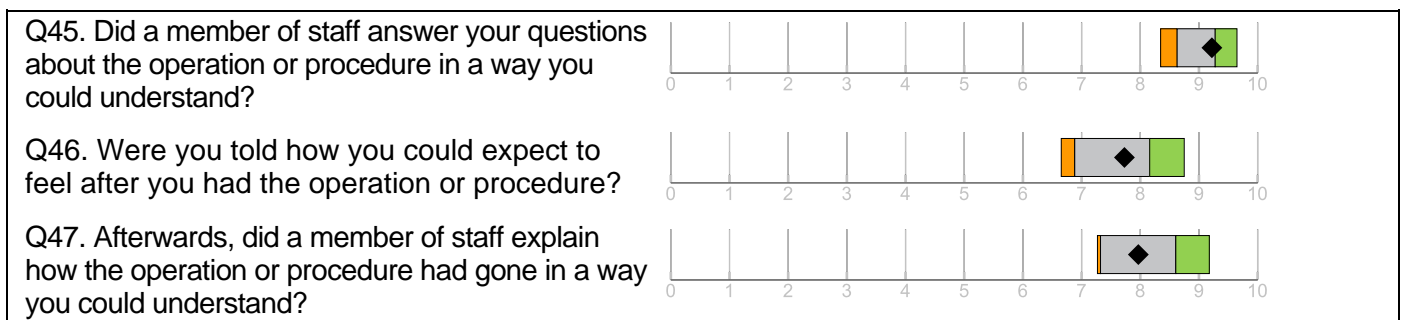 Q45. Did a member of staff answer your questions
about the operation or procedure in a way you
could understand?
0 1 2 3 4 5 6 7 8 9 10
Q46. Were you told how you could expect to
feel after you had the operation or procedure?
0 1 2 3 4 5 6 7 8 9 10
Q47. Afterwards, did a member of staff explain
how the operation or procedure had gone in a way
you could understand?
0 1 2 3 4 5 6 7 8 9 10